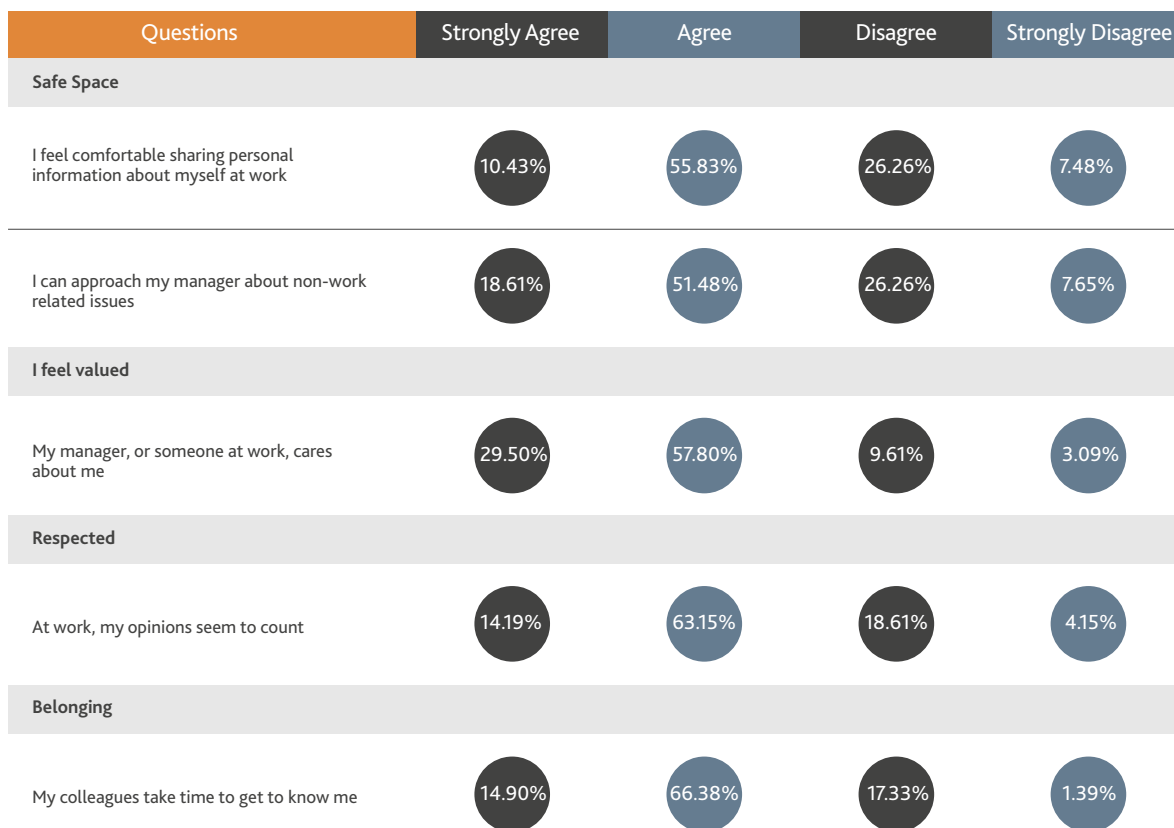 Questions Strongly Agree Agree Disagree Strongly Disagree
Safe Space
I feel comfortable sharing personal
information about myself at work
10.43% 55.83% 26.26% 7.48%
I can approach my manager about non-work
related issues
18.61% 51.48% 26.26% 7.65%
I feel valued
My manager, or someone at work, cares
about me
29.50% 57.80% 9.61% 3.09%
Respected
At work, my opinions seem to count 14.19% 63.15% 18.61% 4.15%
Belonging
My colleagues take time to get to know me 14.90% 66.38% 17.33% 1.39%